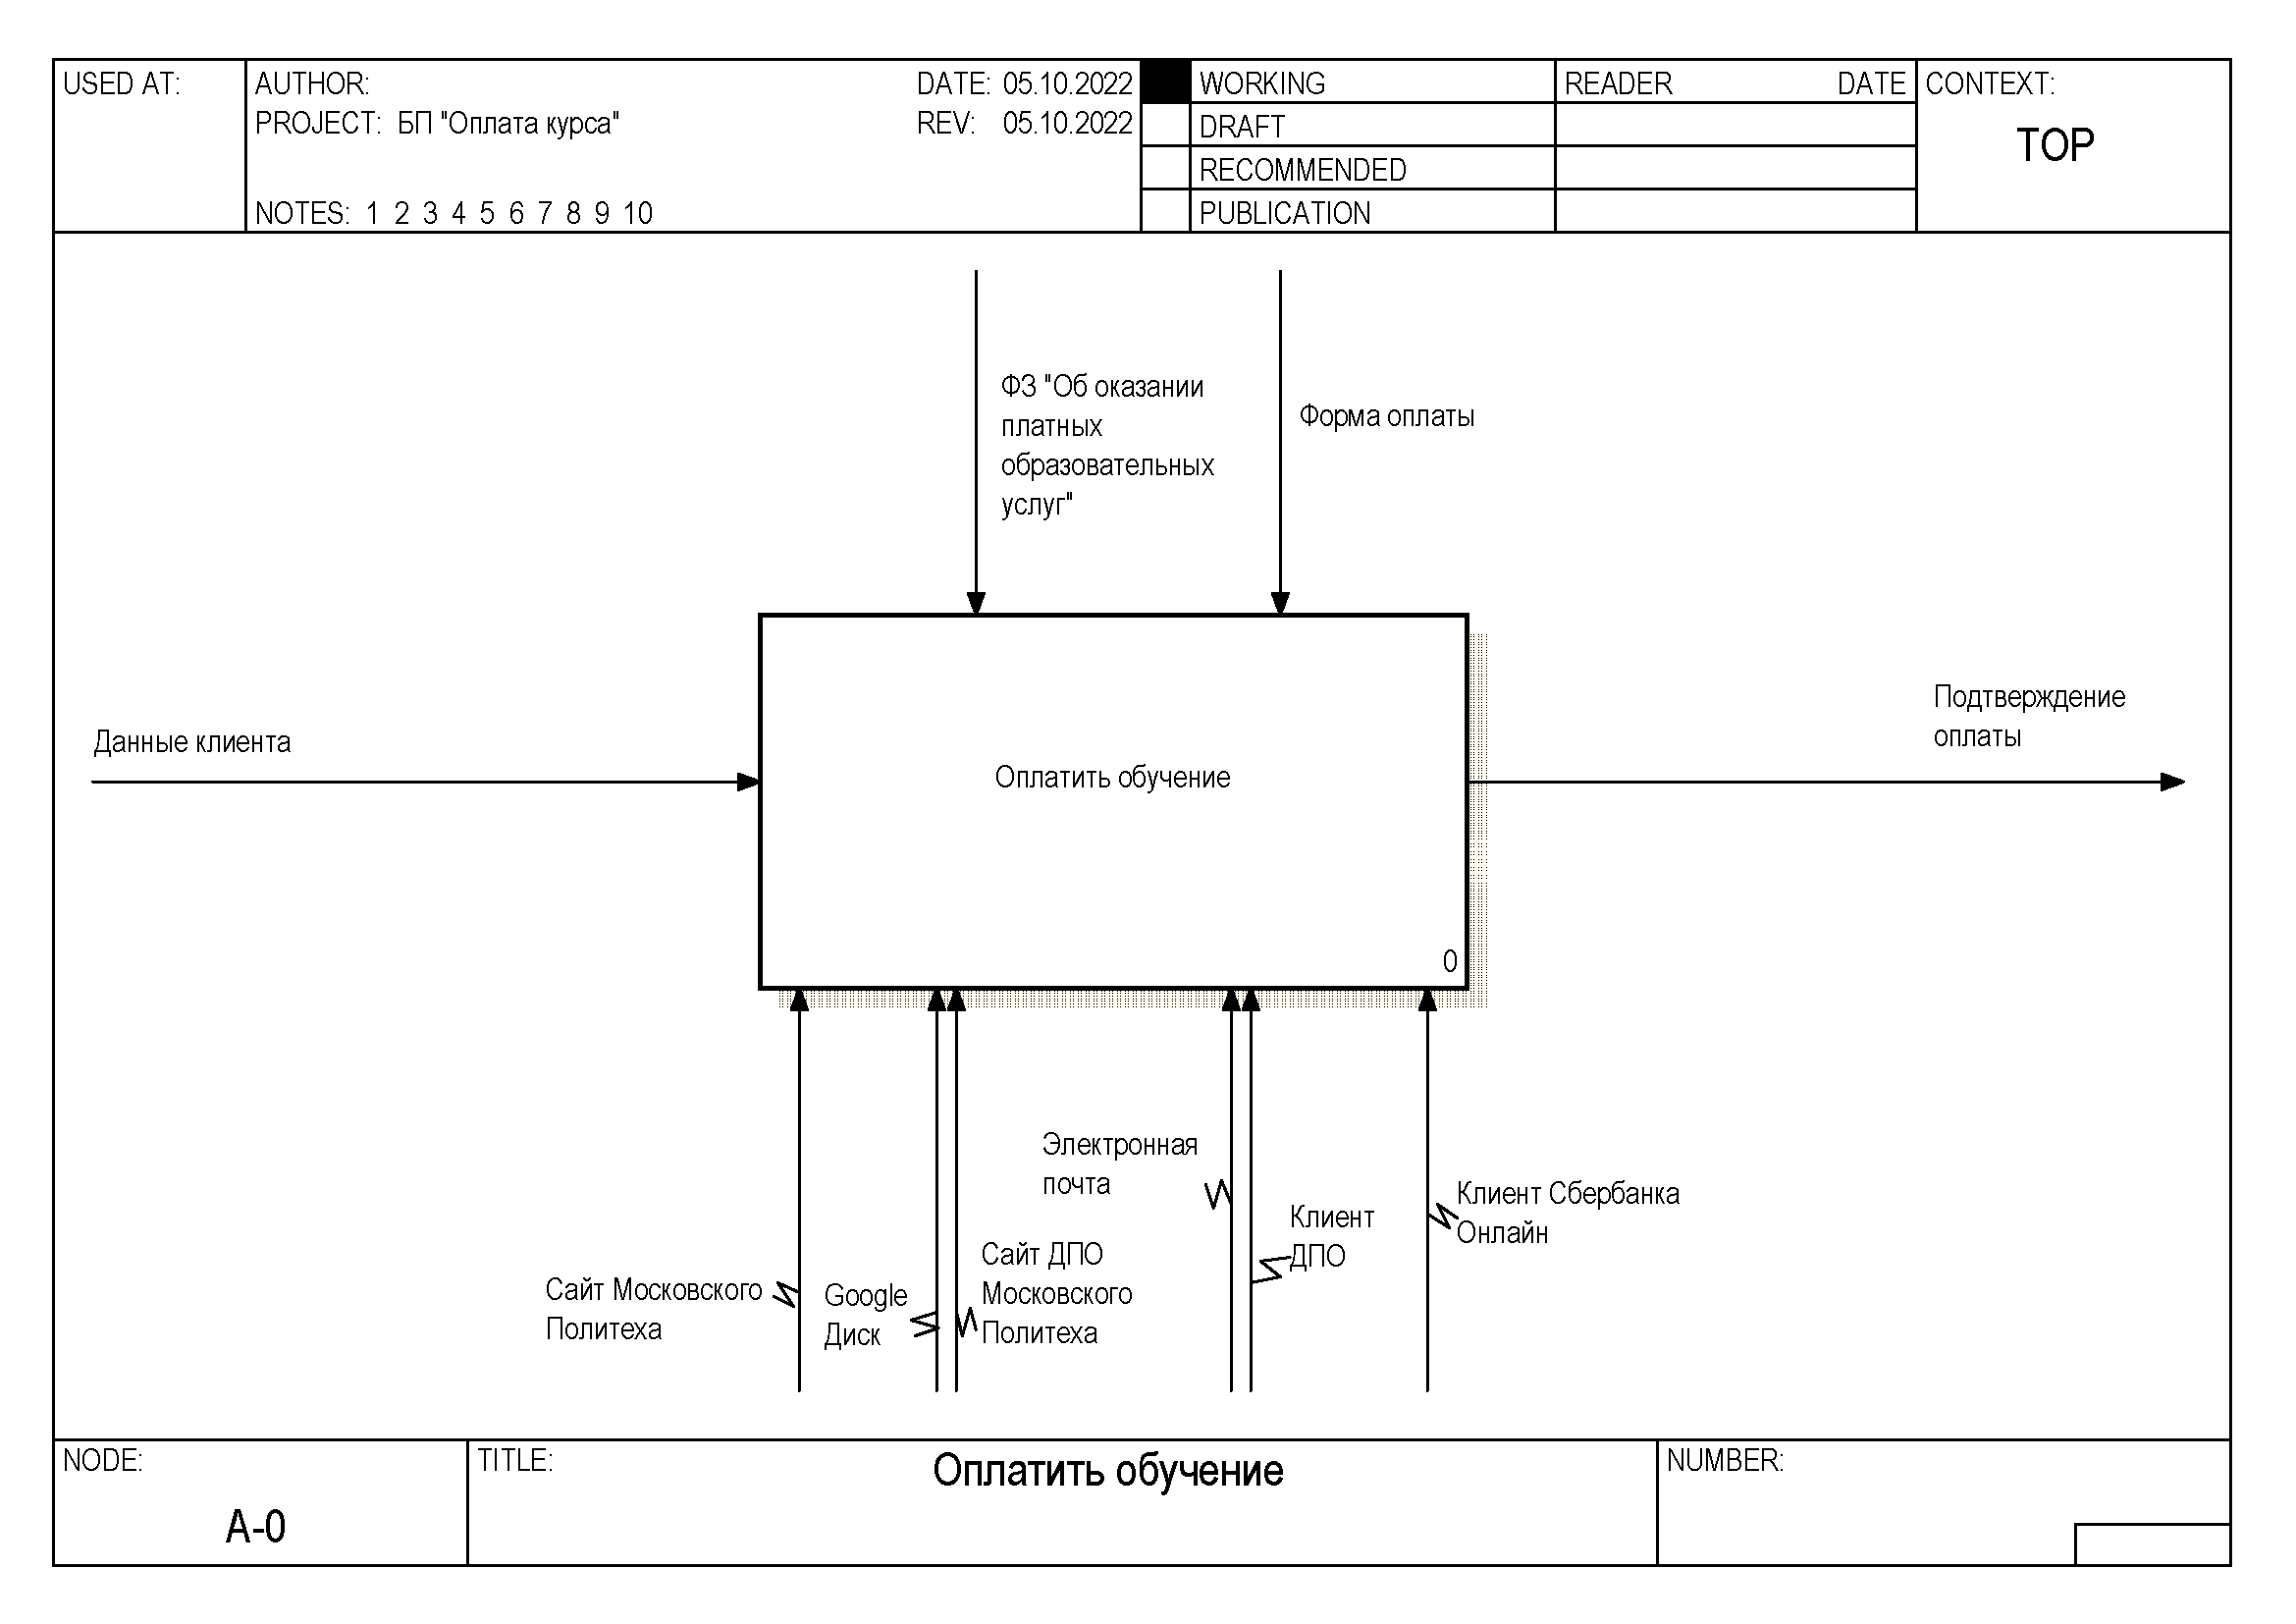 USED AT:
AUTHOR:
DATE: 05.10.2022
PROJECT: БП "Оплата курса"
REV: 05.10.2022
NOTES: 1 2 3 4 5 6 7 8 9 10
WORKING
DRAFT
RECOMMENDED
PUBLICATION
READER DATE
CONTEXT:
TOP
ФЗ "Об оказании
платных
образовательных
услуг"
Форма оплаты
Данные клиента
Оплатить обучение
0
Подтверждение
оплаты
Сайт Московского
Политеха
Google
Диск
Сайт ДПО
Московского
Политеха
Электронная
почта
Клиент
ДПО
Клиент Сбербанка
Онлайн
NODE:
A-0
TITLE:
Оплатить обучение
NUMBER: